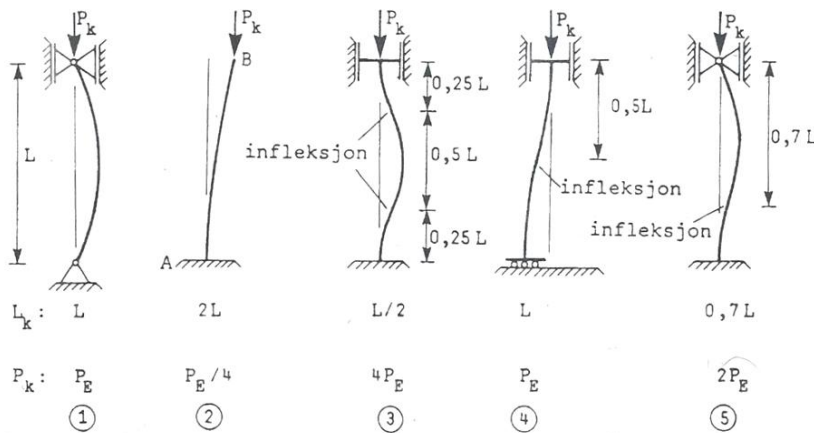 P_k P_k P_k P_k P_k
B
0,25 L
L
infleksjon
0,5 L
0,25 L
0,5L
infleksjon
0,7 L
infleksjon
A
L_k: L 2L L/2 L 0,7 L
P_k: P_E P_E/4 4P_E P_E 2P_E
1 2 3 4 5